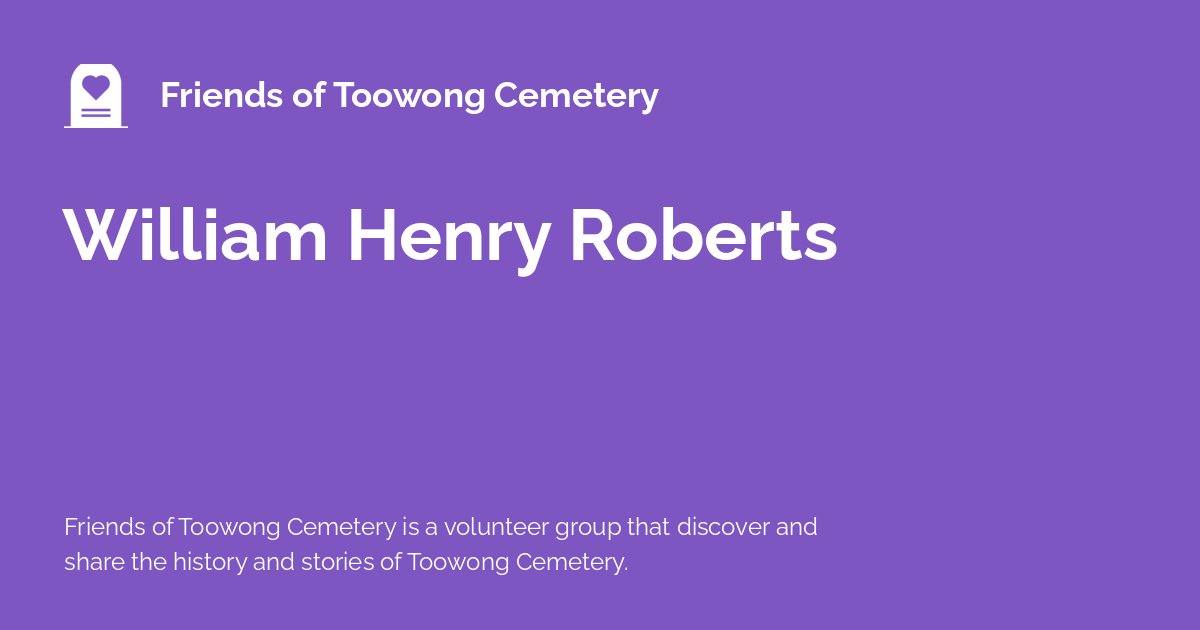 Friends of Toowong Cemetery
William Henry Roberts
Friends of Toowong Cemetery is a volunteer group that discover and
share the history and stories of Toowong Cemetery.